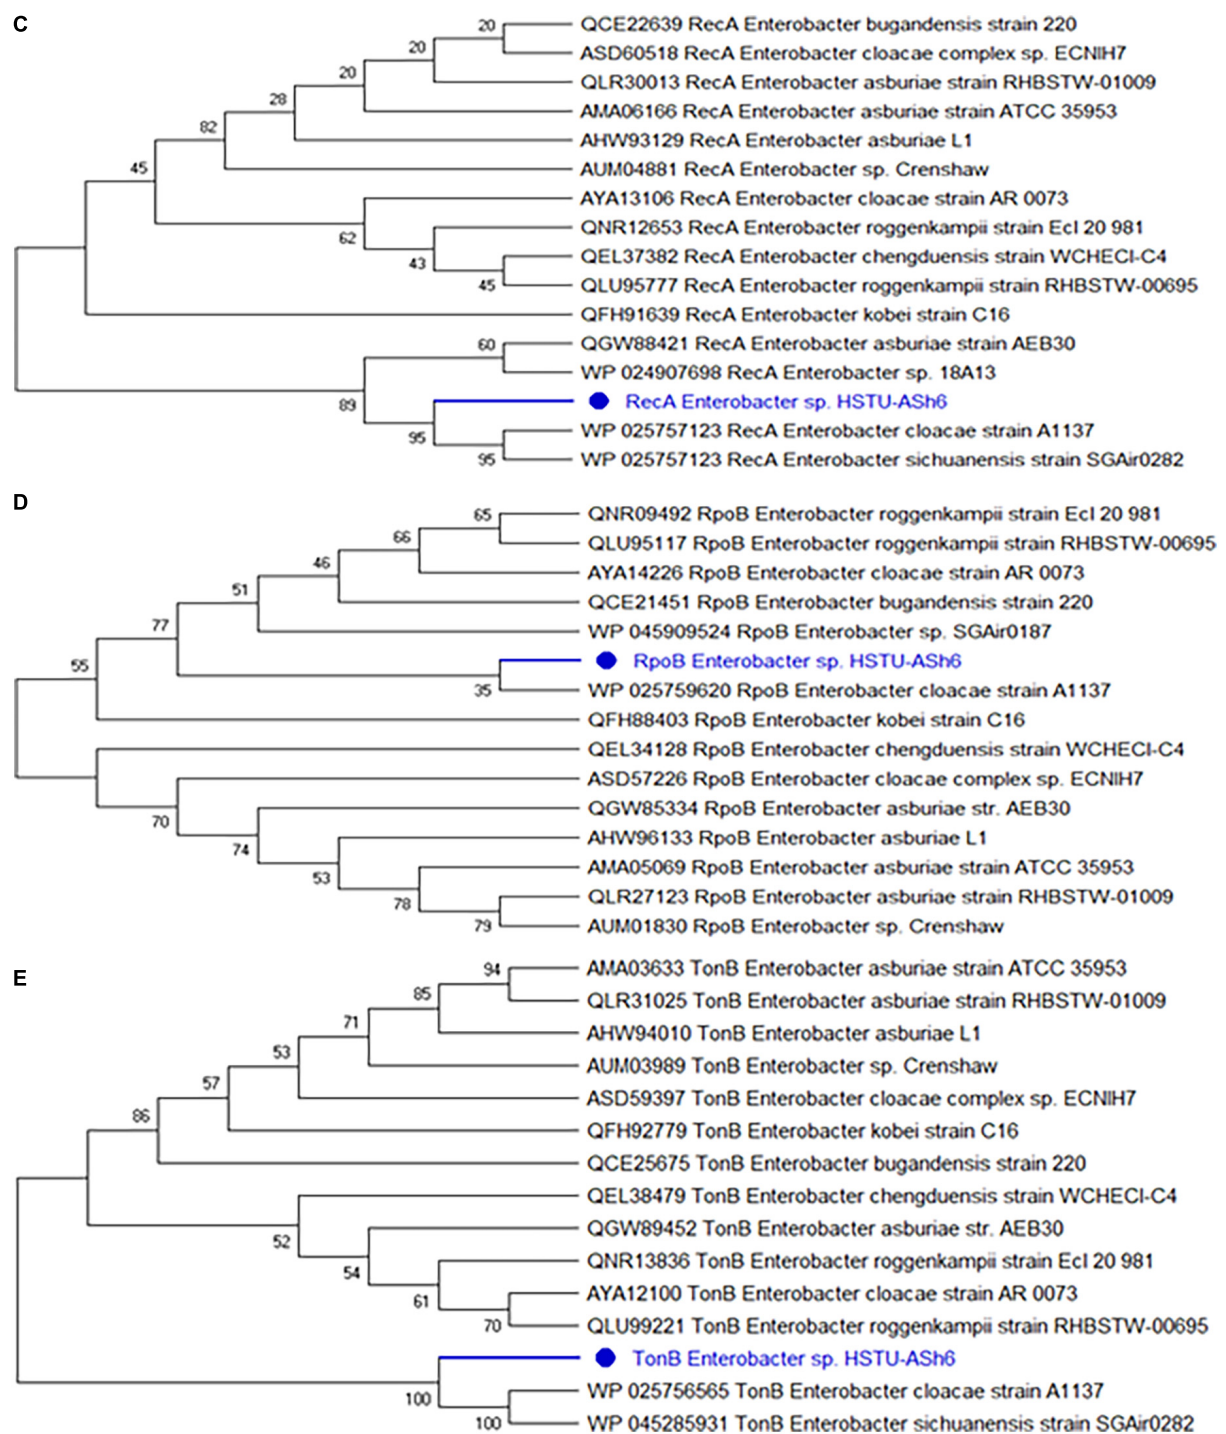 C
20 QCE22639 RecA Enterobacter bugandensis strain 220
20 ASD60518 RecA Enterobacter cloacae complex sp. ECNIH7
20 QLR30013 RecA Enterobacter asburiae strain RHBSTW-01009
28 AMA06166 RecA Enterobacter asburiae strain ATCC 35953
82 AHW93129 RecA Enterobacter asburiae L1
45 AUM04881 RecA Enterobacter sp. Crenshaw
AYA13106 RecA Enterobacter cloacae strain AR 0073
62 QNR12653 RecA Enterobacter roggenkampii strain Ecl 20 981
43 QEL37382 RecA Enterobacter chengduensis strain WCHECl-C4
45 QLU95777 RecA Enterobacter roggenkampii strain RHBSTW-00695
QFH91639 RecA Enterobacter kobei strain C16
60 QGW88421 RecA Enterobacter asburiae strain AEB30
WP 024907698 RecA Enterobacter sp. 18A13
89 RecA Enterobacter sp. HSTU-ASh6
95 WP 025757123 RecA Enterobacter cloacae strain A1137
95 WP 025757123 RecA Enterobacter sichuanensis strain SGAir0282
D
65 QNR09492 RpoB Enterobacter roggenkampii strain Ecl 20 981
66 QLU95117 RpoB Enterobacter roggenkampii strain RHBSTW-00695
46 AYA14226 RpoB Enterobacter cloacae strain AR 0073
51 QCE21451 RpoB Enterobacter bugandensis strain 220
77 WP 045909524 RpoB Enterobacter sp. SGAir0187
55 RpoB Enterobacter sp. HSTU-ASh6
35 WP 025759620 RpoB Enterobacter cloacae strain A1137
QFH88403 RpoB Enterobacter kobei strain C16
QEL34128 RpoB Enterobacter chengduensis strain WCHECl-C4
ASD57226 RpoB Enterobacter cloacae complex sp. ECNIH7
70 QGW85334 RpoB Enterobacter asburiae str. AEB30
74 AHW96133 RpoB Enterobacter asburiae L1
53 AMA05069 RpoB Enterobacter asburiae strain ATCC 35953
78 QLR27123 RpoB Enterobacter asburiae strain RHBSTW-01009
79 AUM01830 RpoB Enterobacter sp. Crenshaw
E
94 AMA03633 TonB Enterobacter asburiae strain ATCC 35953
85 QLR31025 TonB Enterobacter asburiae strain RHBSTW-01009
71 AHW94010 TonB Enterobacter asburiae L1
53 AUM03989 TonB Enterobacter sp. Crenshaw
57 ASD59397 TonB Enterobacter cloacae complex sp. ECNIH7
86 QFH92779 TonB Enterobacter kobei strain C16
QCE25675 TonB Enterobacter bugandensis strain 220
QEL38479 TonB Enterobacter chengduensis strain WCHECl-C4
52 QGW89452 TonB Enterobacter asburiae str. AEB30
54 QNR13836 TonB Enterobacter roggenkampii strain Ecl 20 981
61 AYA12100 TonB Enterobacter cloacae strain AR 0073
70 QLU99221 TonB Enterobacter roggenkampii strain RHBSTW-00695
TonB Enterobacter sp. HSTU-ASh6
100 WP 025756565 TonB Enterobacter cloacae strain A1137
100 WP 045285931 TonB Enterobacter sichuanensis strain SGAir0282